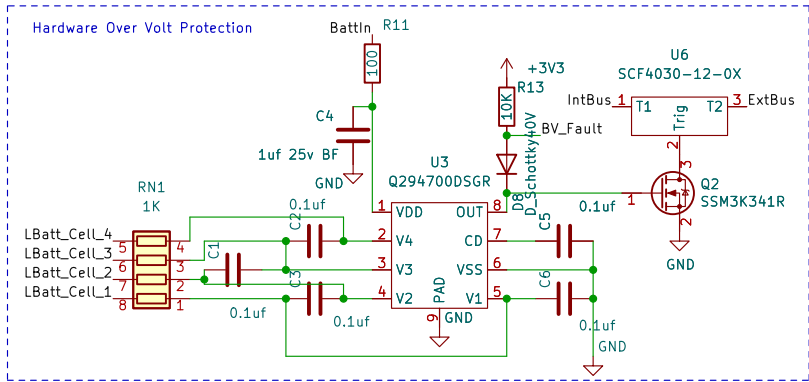 Hardware Over Volt Protection
BattIn
R11
100
C4
1uf 25v BF
GND
+3V3
R13
10K
BV_Fault
D8
D_Schottky40V
U6
SCF4030-12-0X
IntBus
1
T1
Trig
T2
3
ExtBus
2
3
Q2
SSM3K341R
1
2
GND
U3
Q294700DSGR
1
VDD
OUT
8
2
V4
CD
7
3
V3
VSS
6
4
V2
V1
5
PAD
9
GND
RN1
1K
LBatt_Cell_4
5
4
LBatt_Cell_3
6
3
LBatt_Cell_2
7
2
LBatt_Cell_1
8
1
C1
0.1uf
C2
0.1uf
C3
0.1uf
C5
0.1uf
C6
0.1uf
GND